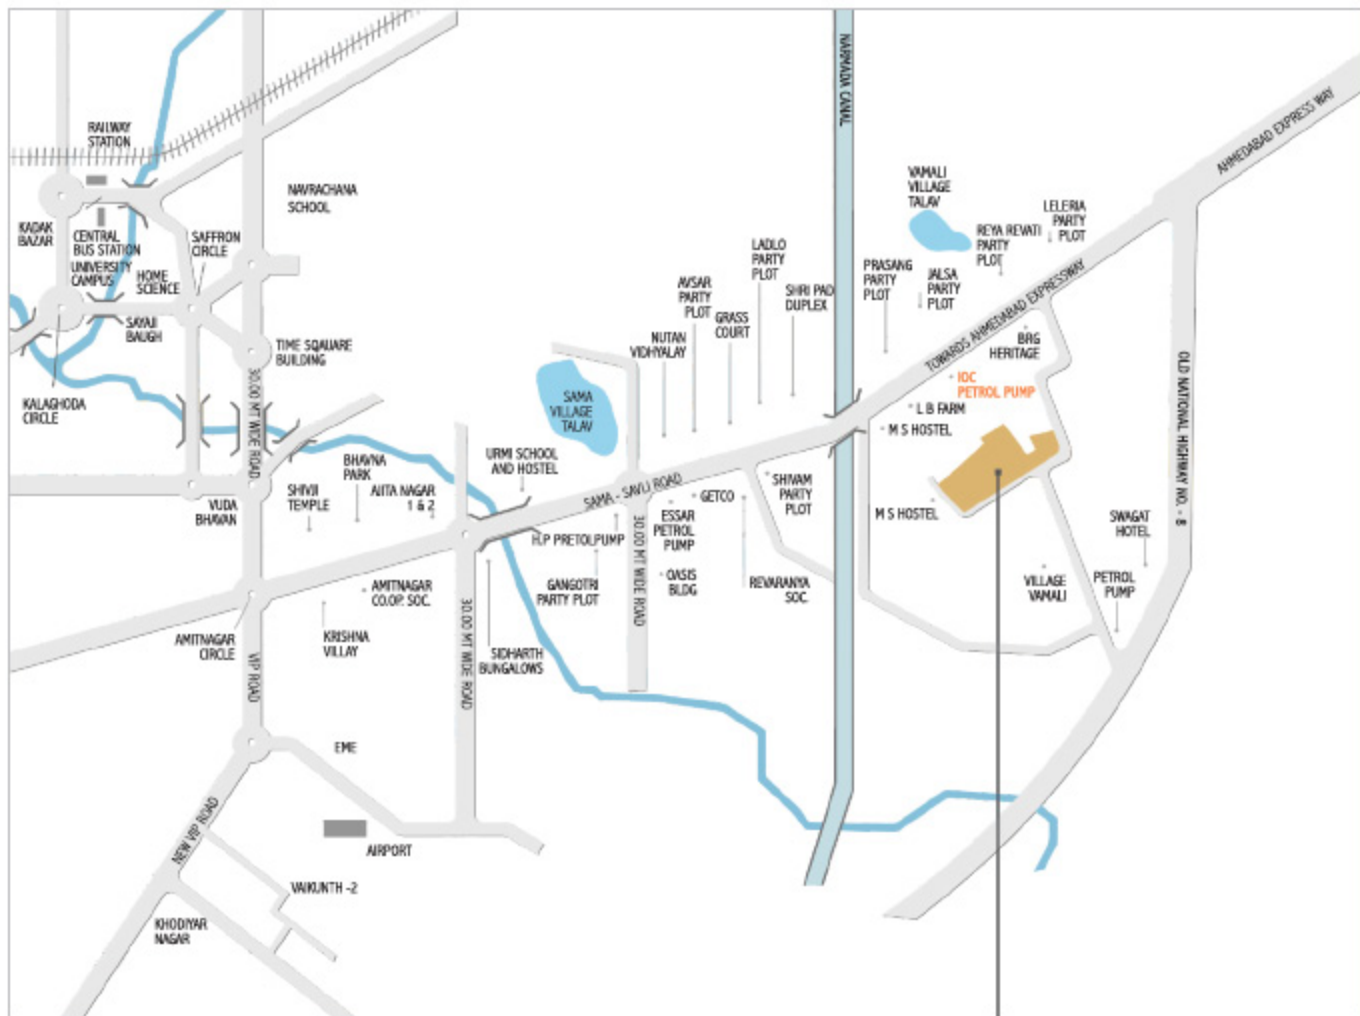 RAILWAY
STATION
KADAK
BAZAR
CENTRAL
BUS STATION
UNIVERSITY
CAMPUS
HOME
SCIENCE
SAFFRON
CIRCLE
NAVRACHANA
SCHOOL
SAYAJI
BAUGH
TIME SQAUARE
BUILDING
KALAGHODA
CIRCLE
30.00 MT WIDE ROAD
VUDA
BHAVAN
SHIVJI
TEMPLE
BHAVNA
PARK
AJITA NAGAR
1 & 2
URMI SCHOOL
AND HOSTEL
SAMA
VILLAGE
TALAV
NUTAN
VIDHYALAY
AVSAR
PARTY
PLOT
GRASS
COURT
LADLO
PARTY
PLOT
SHRI PAD
DUPLEX
NARMADA CANAL
PRASANG
PARTY
PLOT
VAMALI
VILLAGE
TALAV
JALSA
PARTY
PLOT
REYA REVATI
PARTY
PLOT
LELERIA
PARTY
PLOT
AHMEDABAD EXPRESS WAY
TOWARDS AHMEDABAD EXPRESSWAY
BRG
HERITAGE
IOC
PETROL PUMP
L B FARM
M S HOSTEL
M S HOSTEL
OLD NATIONAL HIGHWAY NO. - 8
SWAGAT
HOTEL
PETROL
PUMP
VILLAGE
VAMALI
SAMA - SAVLI ROAD
GETCO
SHIVAM
PARTY
PLOT
ESSAR
PETROL
PUMP
OASIS
BLDG
REVARANYA
SOC.
H.P PRETOLPUMP
GANGOTRI
PARTY PLOT
30.00 MT WIDE ROAD
AMITNAGAR
CO.OP. SOC.
KRISHNA
VILLAY
AMITNAGAR
CIRCLE
VIP ROAD
30.00 MT WIDE ROAD
SIDHARTH
BUNGALOWS
EME
AIRPORT
NEW VIP ROAD
VAIKUNTH -2
KHODIYAR
NAGAR